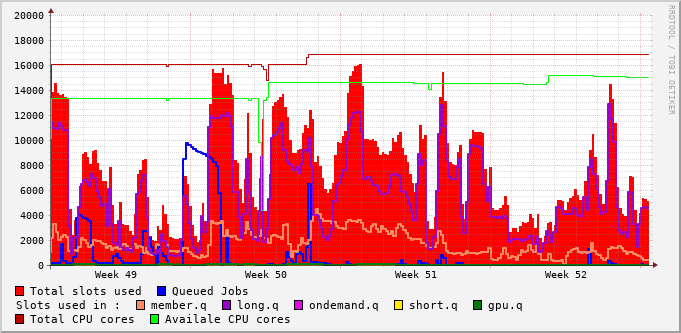 RRDTOOL / TOBI OETIKER
20000
18000
16000
14000
12000
10000
8000
6000
4000
2000
0
Week 49 Week 50 Week 51 Week 52
Total slots used Queued Jobs
Slots used in : member.q long.q ondemand.q short.q gpu.q
Total CPU cores Availale CPU cores